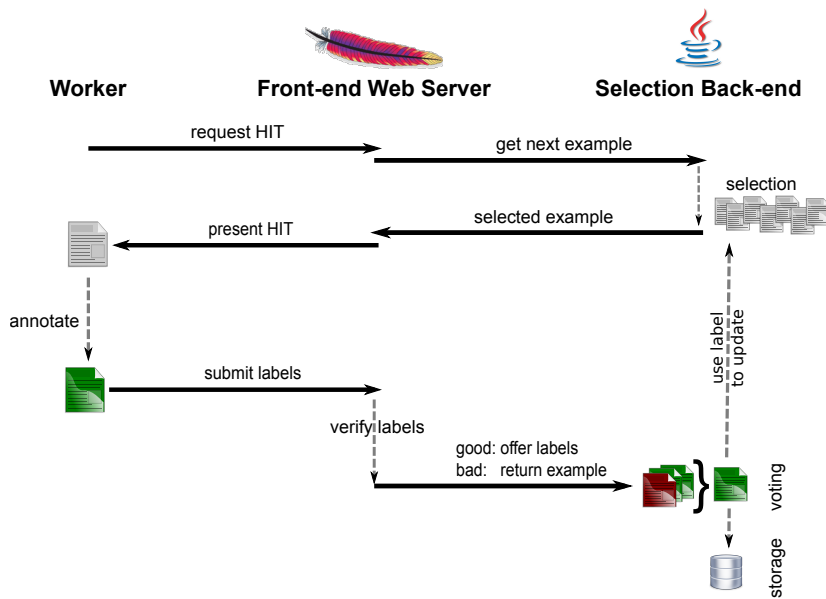 Worker
Front-end Web Server
Selection Back-end
request HIT
get next example
selection
selected example
present HIT
annotate
use label
to update
submit labels
verify labels
good: offer labels
bad: return example
voting
storage